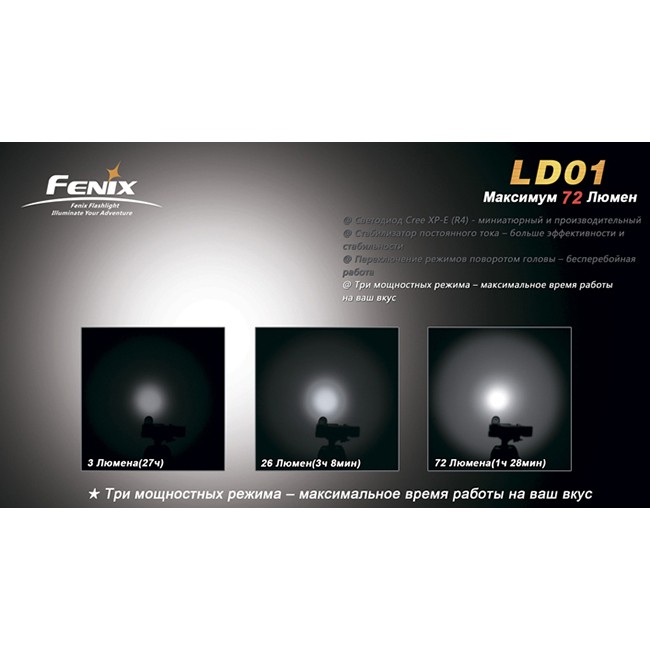 FENIX
Fenix Flashlight
Illuminate Your Adventure
LD01
Максимум 72 Люмен
@ Светодиод Cree XP-E (R4) - миниатюрный и производительный
@ Стабилизатор постоянного тока – больше эффективности и
стабильности
@ Переключение режимов поворотом головы – бесперебойная
работа
@ Три мощностных режима – максимальное время работы
на ваш вкус
3 Люмена(27ч)
26 Люмен(3ч 8мин)
72 Люмена(1ч 28мин)
★ Три мощностных режима – максимальное время работы на ваш вкус